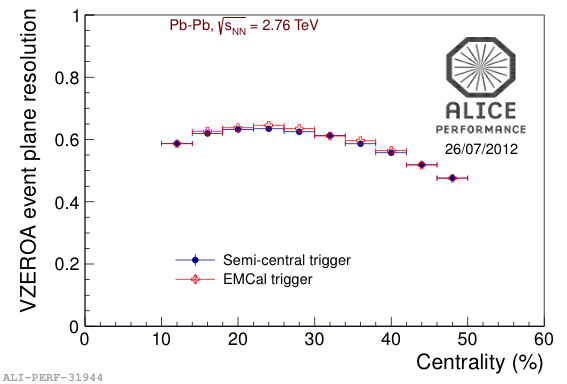 Pb-Pb, √sNN = 2.76 TeV
ALICE
PERFORMANCE
26/07/2012
VZEROA event plane resolution
1
0.8
0.6
0.4
0.2
0
Semi-central trigger
EMCal trigger
0 10 20 30 40 50 60
Centrality (%)
ALI-PERF-31944